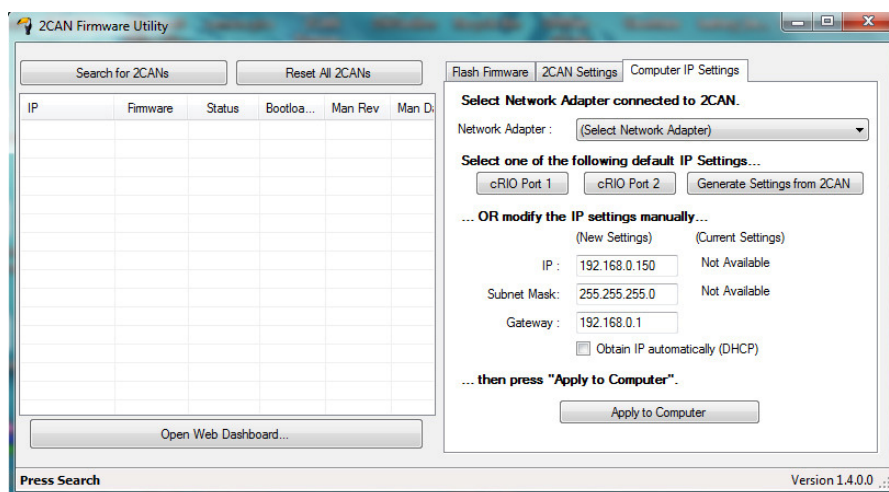 2CAN Firmware Utility
Search for 2CANs
Reset All 2CANs
IP Firmware Status Bootloa... Man Rev Man Da
Open Web Dashboard...
Flash Firmware 2CAN Settings Computer IP Settings
Select Network Adapter connected to 2CAN.
Network Adapter : (Select Network Adapter)
Select one of the following default IP Settings...
cRIO Port 1 cRIO Port 2 Generate Settings from 2CAN
... OR modify the IP settings manually...
(New Settings) (Current Settings)
IP : 192.168.0.150 Not Available
Subnet Mask: 255.255.255.0 Not Available
Gateway : 192.168.0.1
Obtain IP automatically (DHCP)
... then press "Apply to Computer".
Apply to Computer
Press Search Version 1.4.0.0